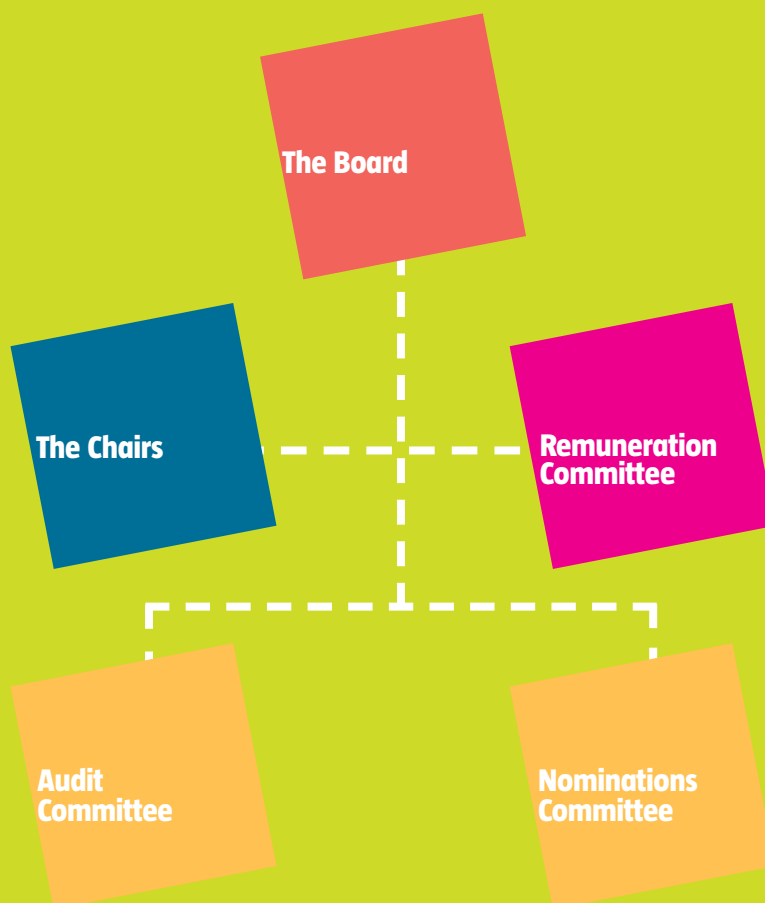 The Board
The Chairs
Remuneration
Committee
Audit
Committee
Nominations
Committee